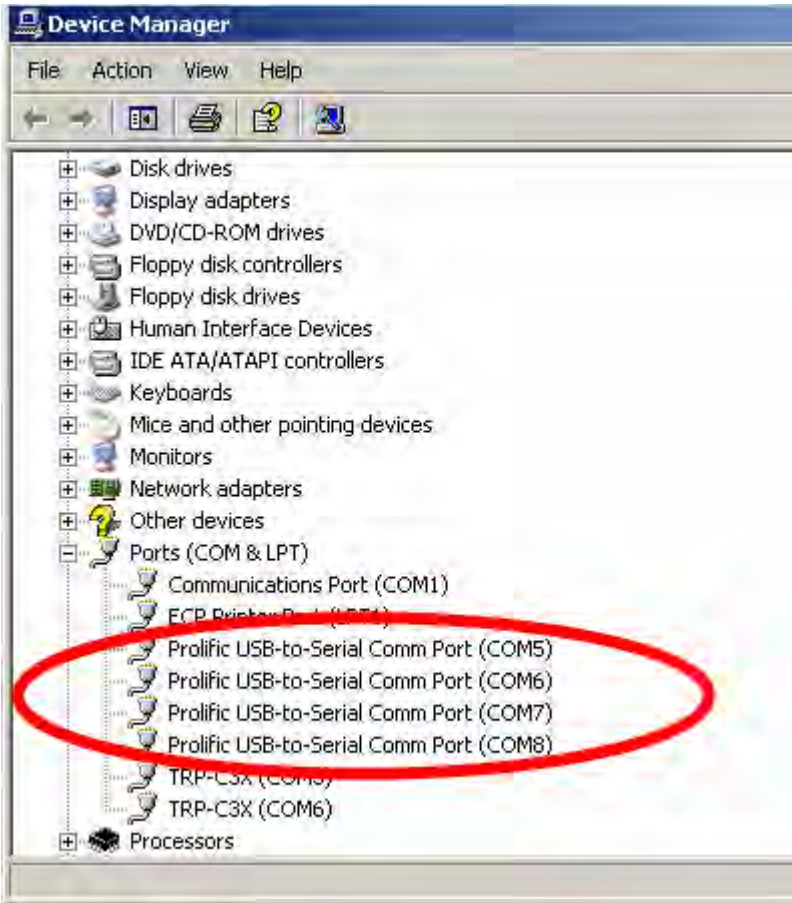 Device Manager
File Action View Help
Disk drives
Display adapters
DVD/CD-ROM drives
Floppy disk controllers
Floppy disk drives
Human Interface Devices
IDE ATA/ATAPI controllers
Keyboards
Mice and other pointing devices
Monitors
Network adapters
Other devices
Ports (COM & LPT)
Communications Port (COM1)
ECP Printer Port (LPT1)
Prolific USB-to-Serial Comm Port (COM5)
Prolific USB-to-Serial Comm Port (COM6)
Prolific USB-to-Serial Comm Port (COM7)
Prolific USB-to-Serial Comm Port (COM8)
TRP-C3X
TRP-C3X (COM6)
Processors